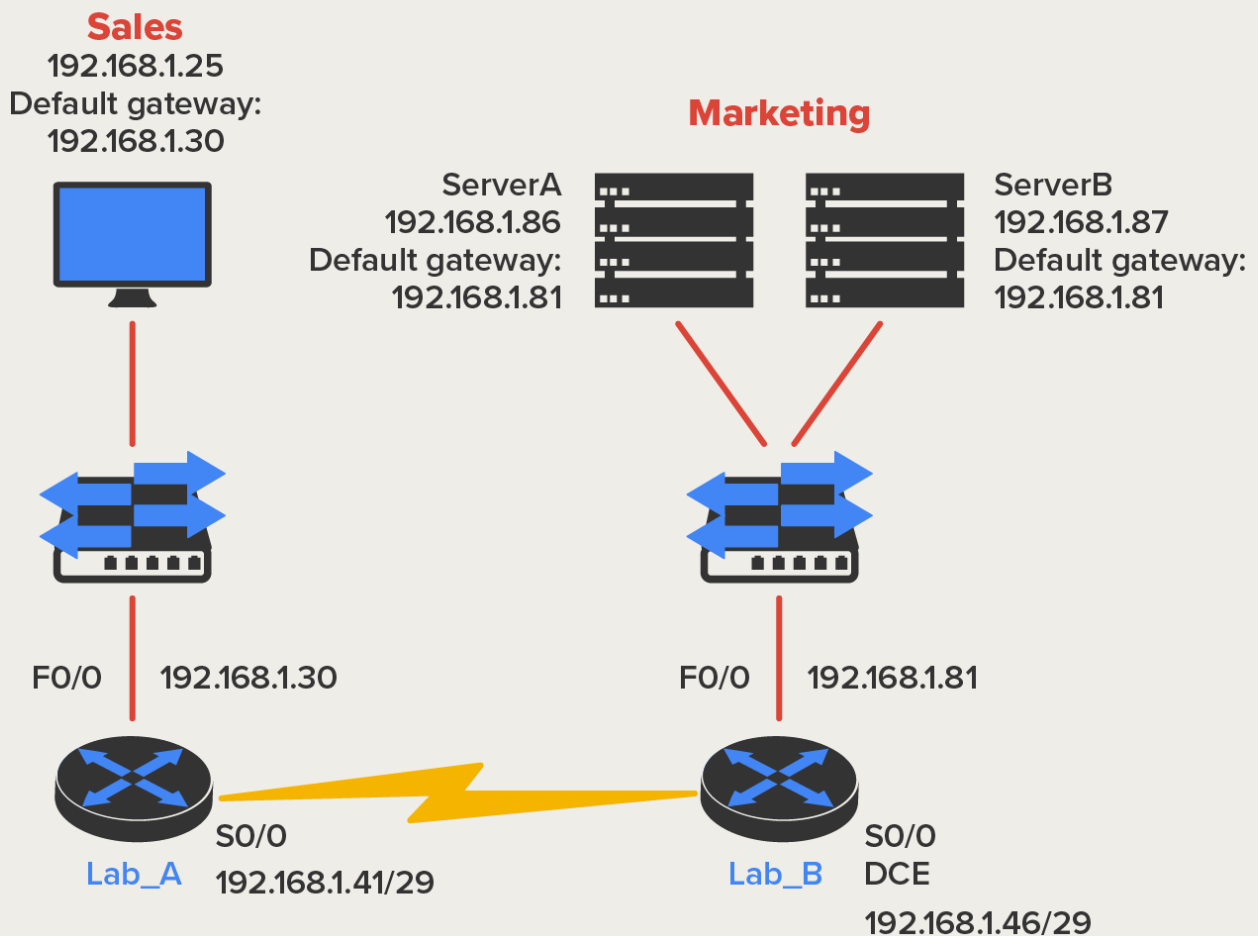 Sales
192.168.1.25
Default gateway:
192.168.1.30
Marketing
ServerA
192.168.1.86
Default gateway:
192.168.1.81
ServerB
192.168.1.87
Default gateway:
192.168.1.81
F0/0
192.168.1.30
F0/0
192.168.1.81
Lab_A
S0/0
192.168.1.41/29
Lab_B
S0/0
DCE
192.168.1.46/29